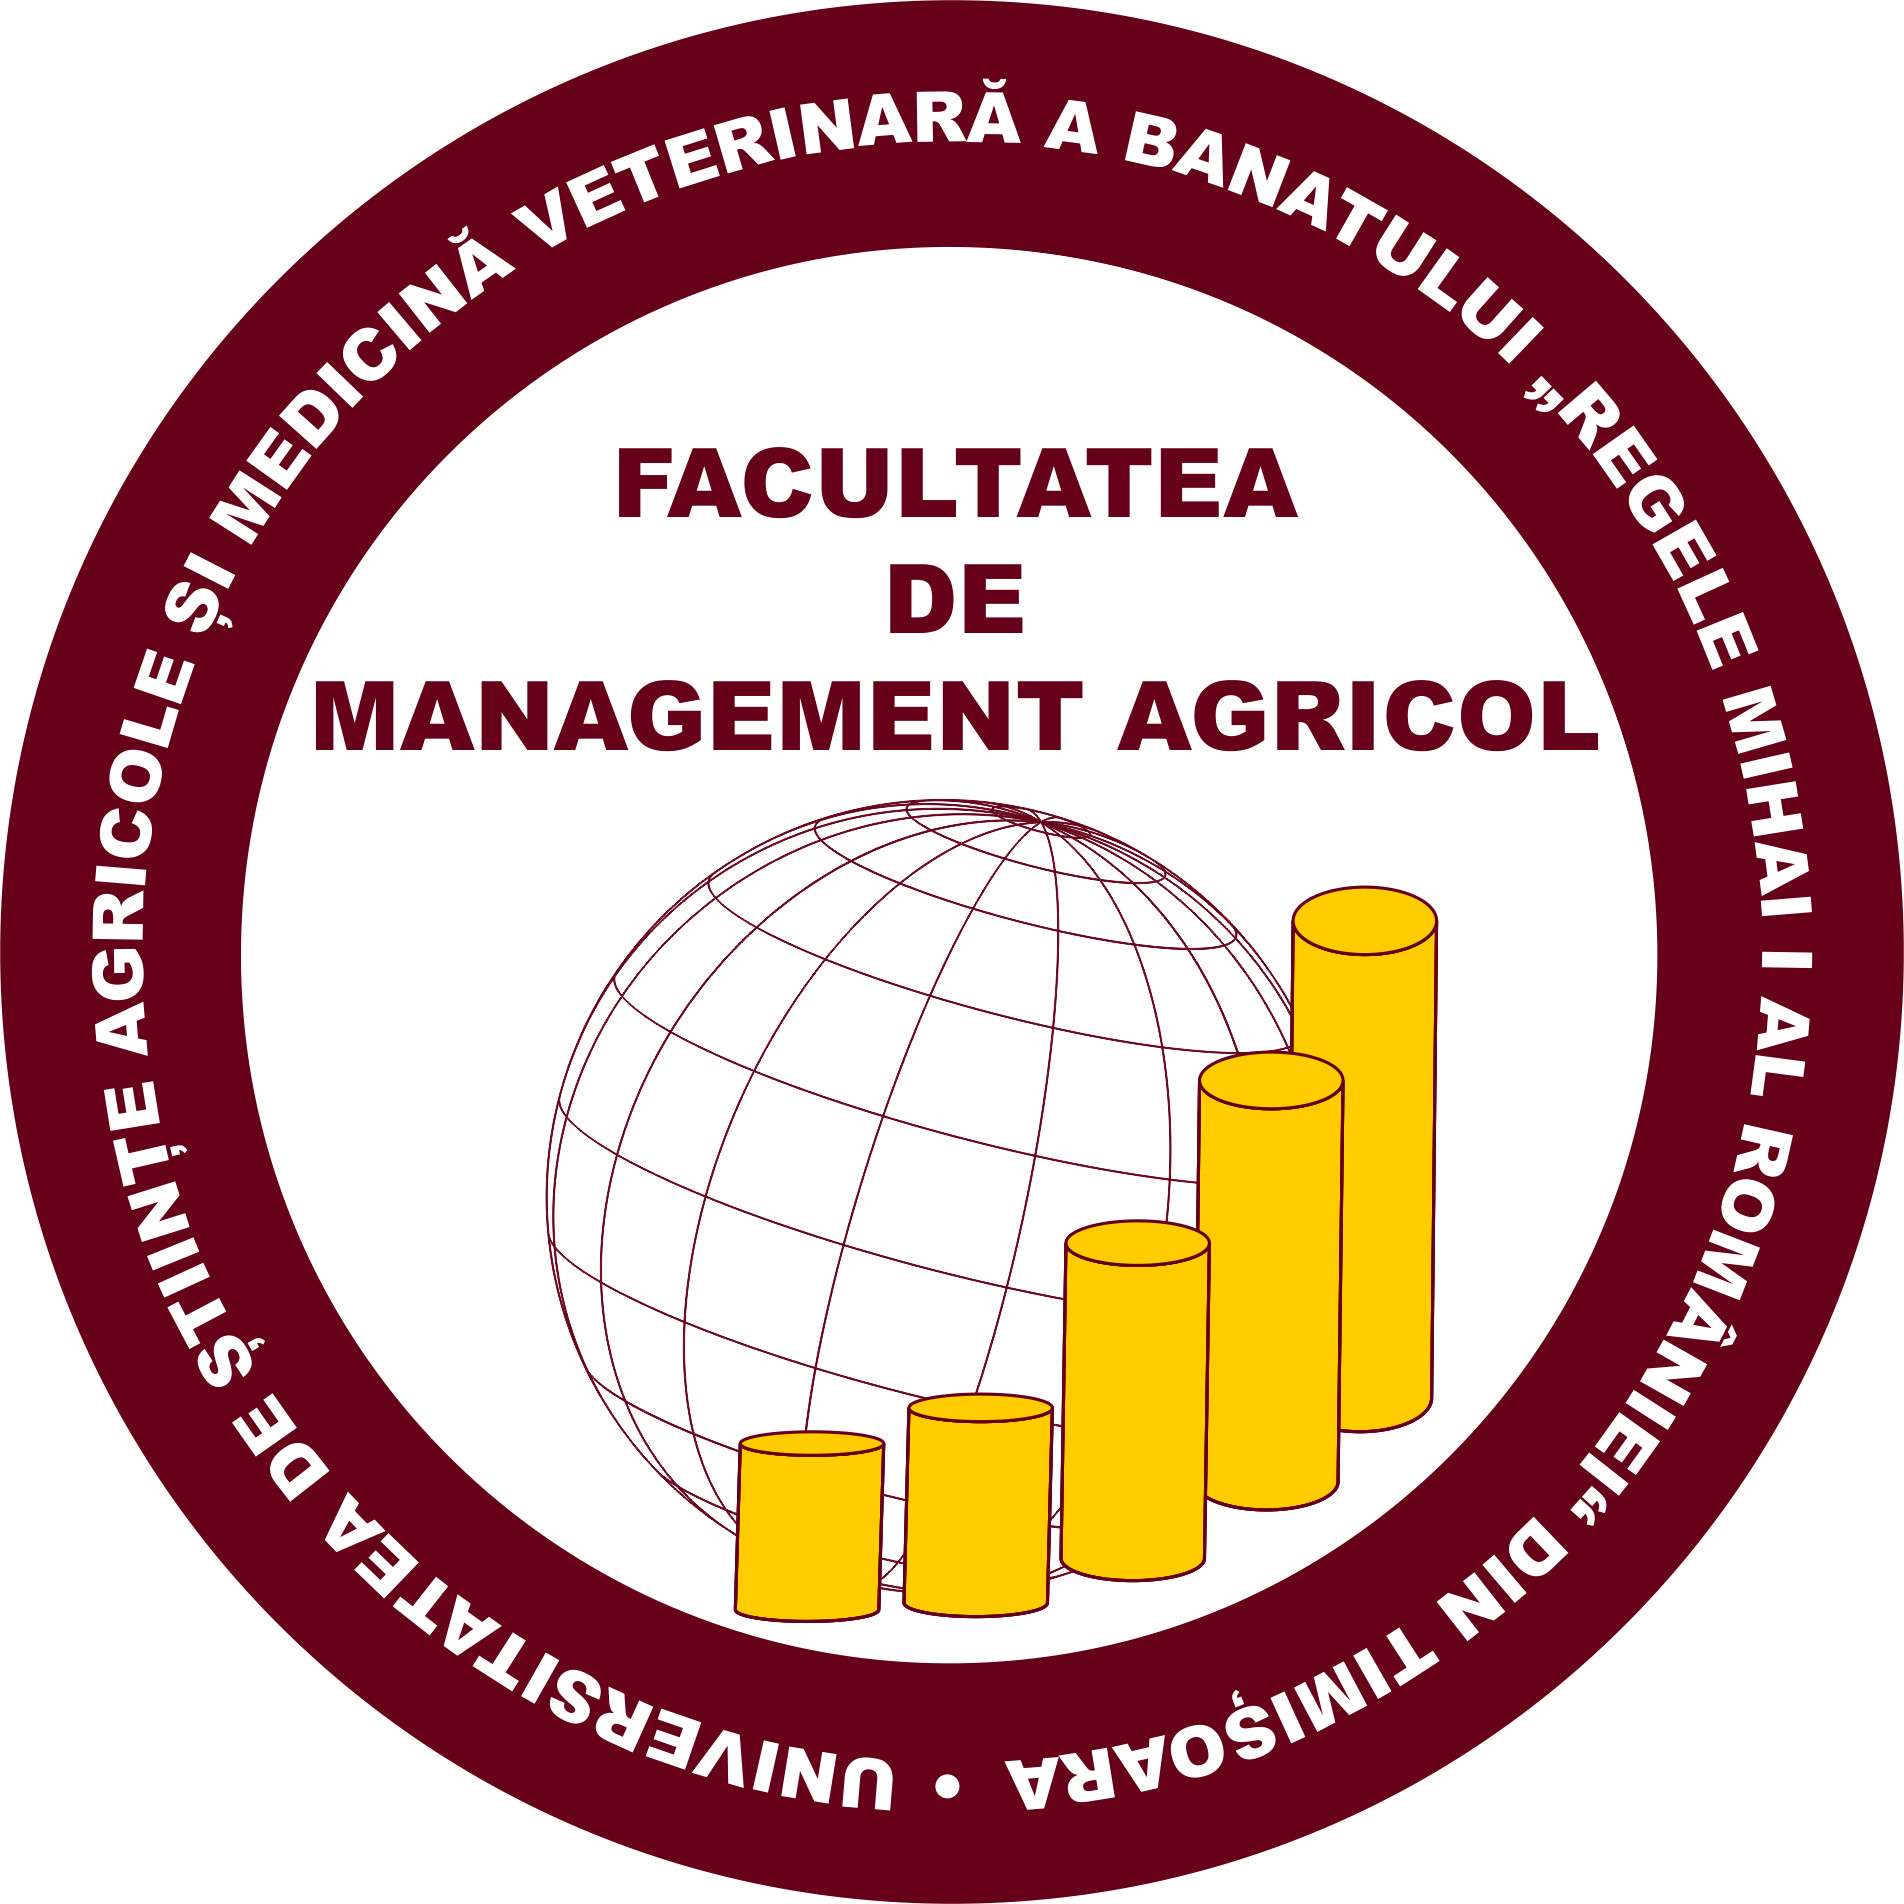 UNIVERSITATEA DE ȘTIINȚE AGRICOLE ȘI MEDICINĂ VETERINARĂ A BANATULUI „REGELE MIHAI I AL ROMÂNIEI” DIN TIMIȘOARA •
FACULTATEA
DE
MANAGEMENT AGRICOL